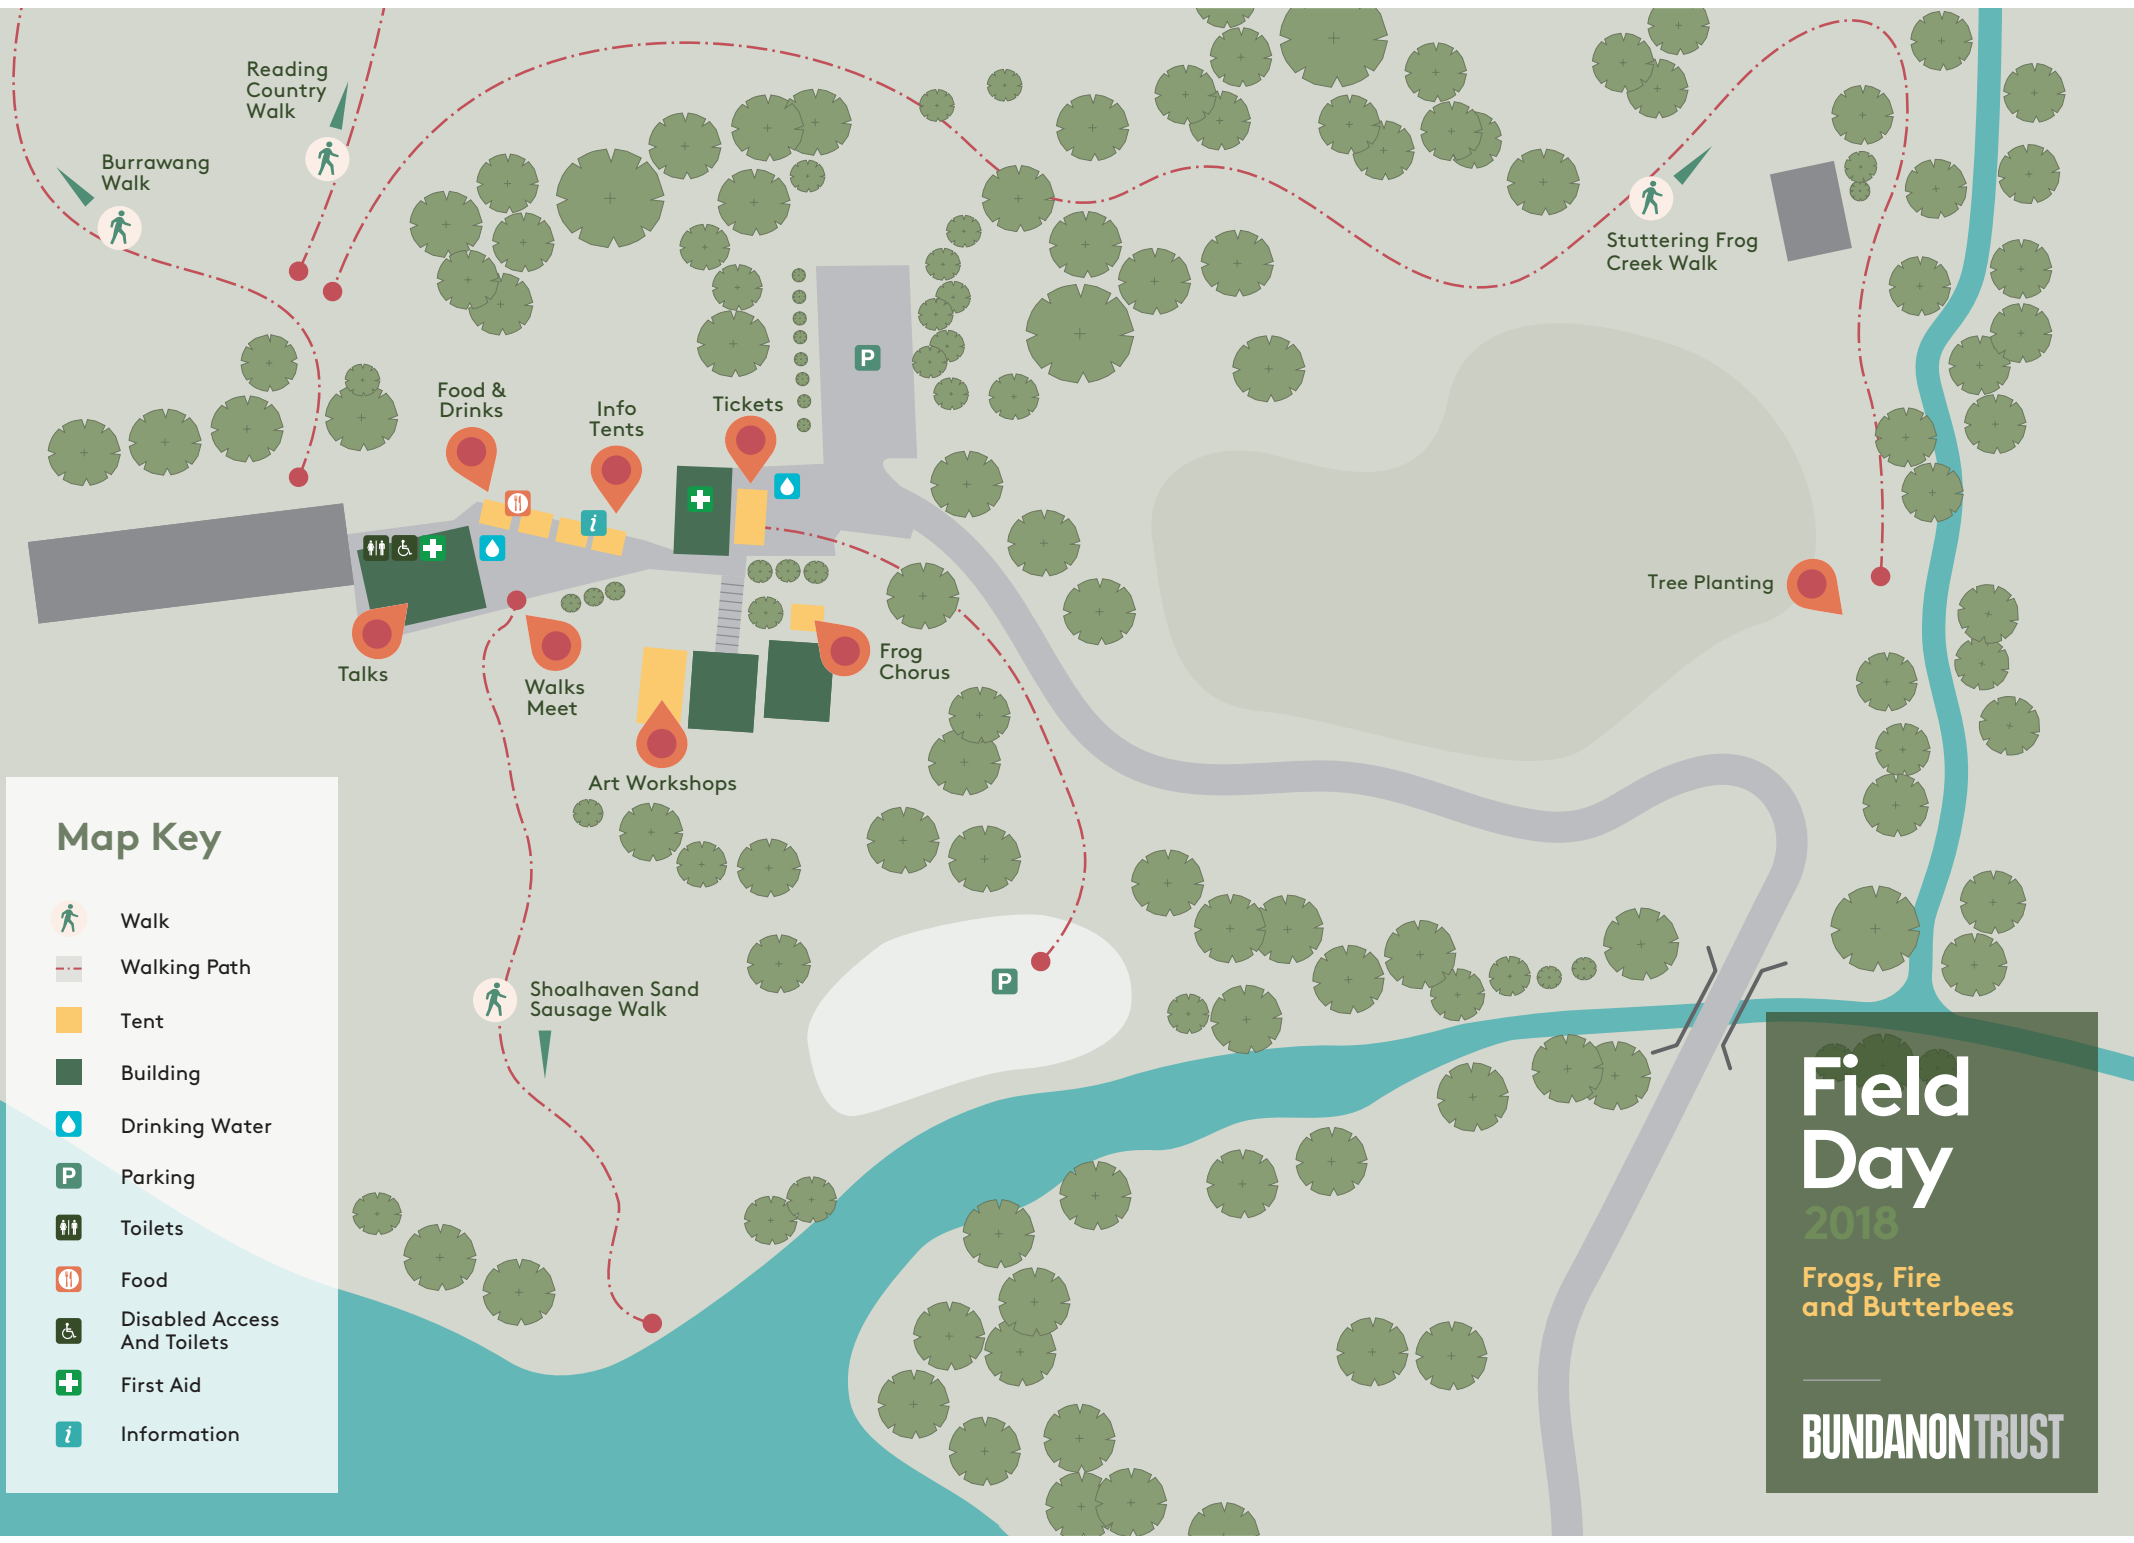 Reading
Country
Walk
Burrawang
Walk
Stuttering Frog
Creek Walk
Food &
Drinks
Info
Tents
Tickets
P
i
Tree Planting
Talks
Walks
Meet
Frog
Chorus
Art Workshops
P
Shoalhaven Sand
Sausage Walk
Map Key
Walk
Walking Path
Tent
Building
Drinking Water
P
Parking
Toilets
Food
Disabled Access
And Toilets
First Aid
i
Information
Field
Day
2018
Frogs, Fire
and Butterbees
BUNDANON TRUST